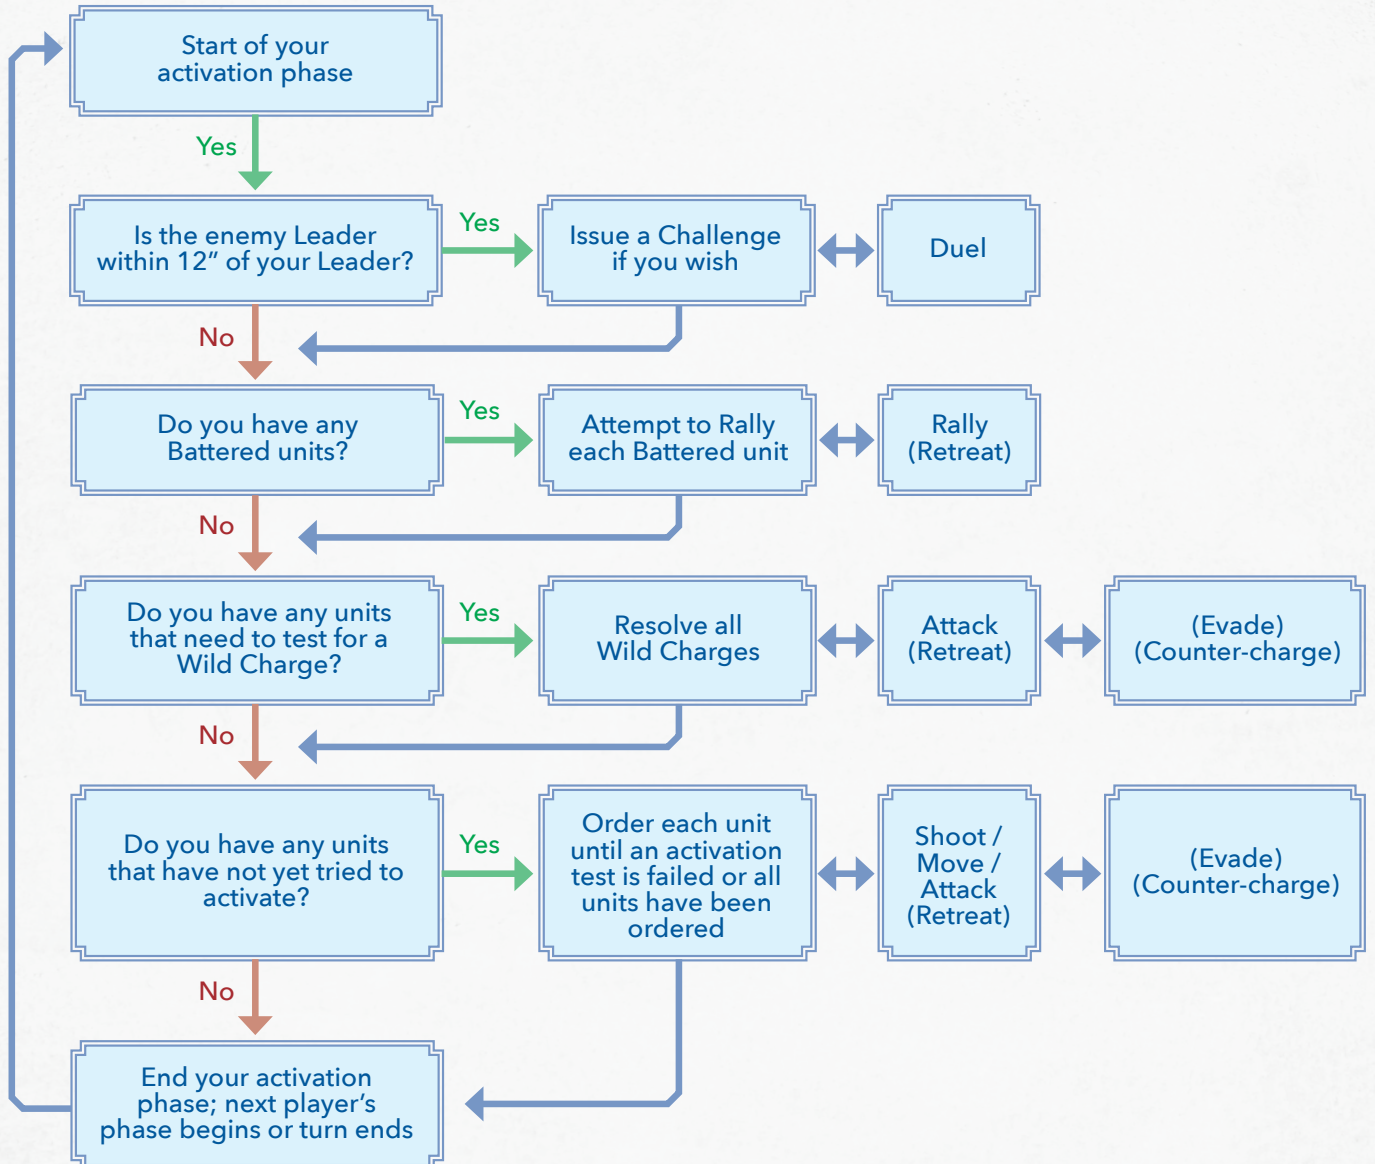 Start of your
activation phase
Yes
Is the enemy Leader
within 12” of your Leader?
Yes
Issue a Challenge
if you wish
Duel
No
Do you have any
Battered units?
Yes
Attempt to Rally
each Battered unit
Rally
(Retreat)
No
Do you have any units
that need to test for a
Wild Charge?
Yes
Resolve all
Wild Charges
Attack
(Retreat)
(Evade)
(Counter-charge)
No
Do you have any units
that have not yet tried to
activate?
Yes
Order each unit
until an activation
test is failed or all
units have been
ordered
Shoot /
Move /
Attack
(Retreat)
(Evade)
(Counter-charge)
No
End your activation
phase; next player’s
phase begins or turn ends